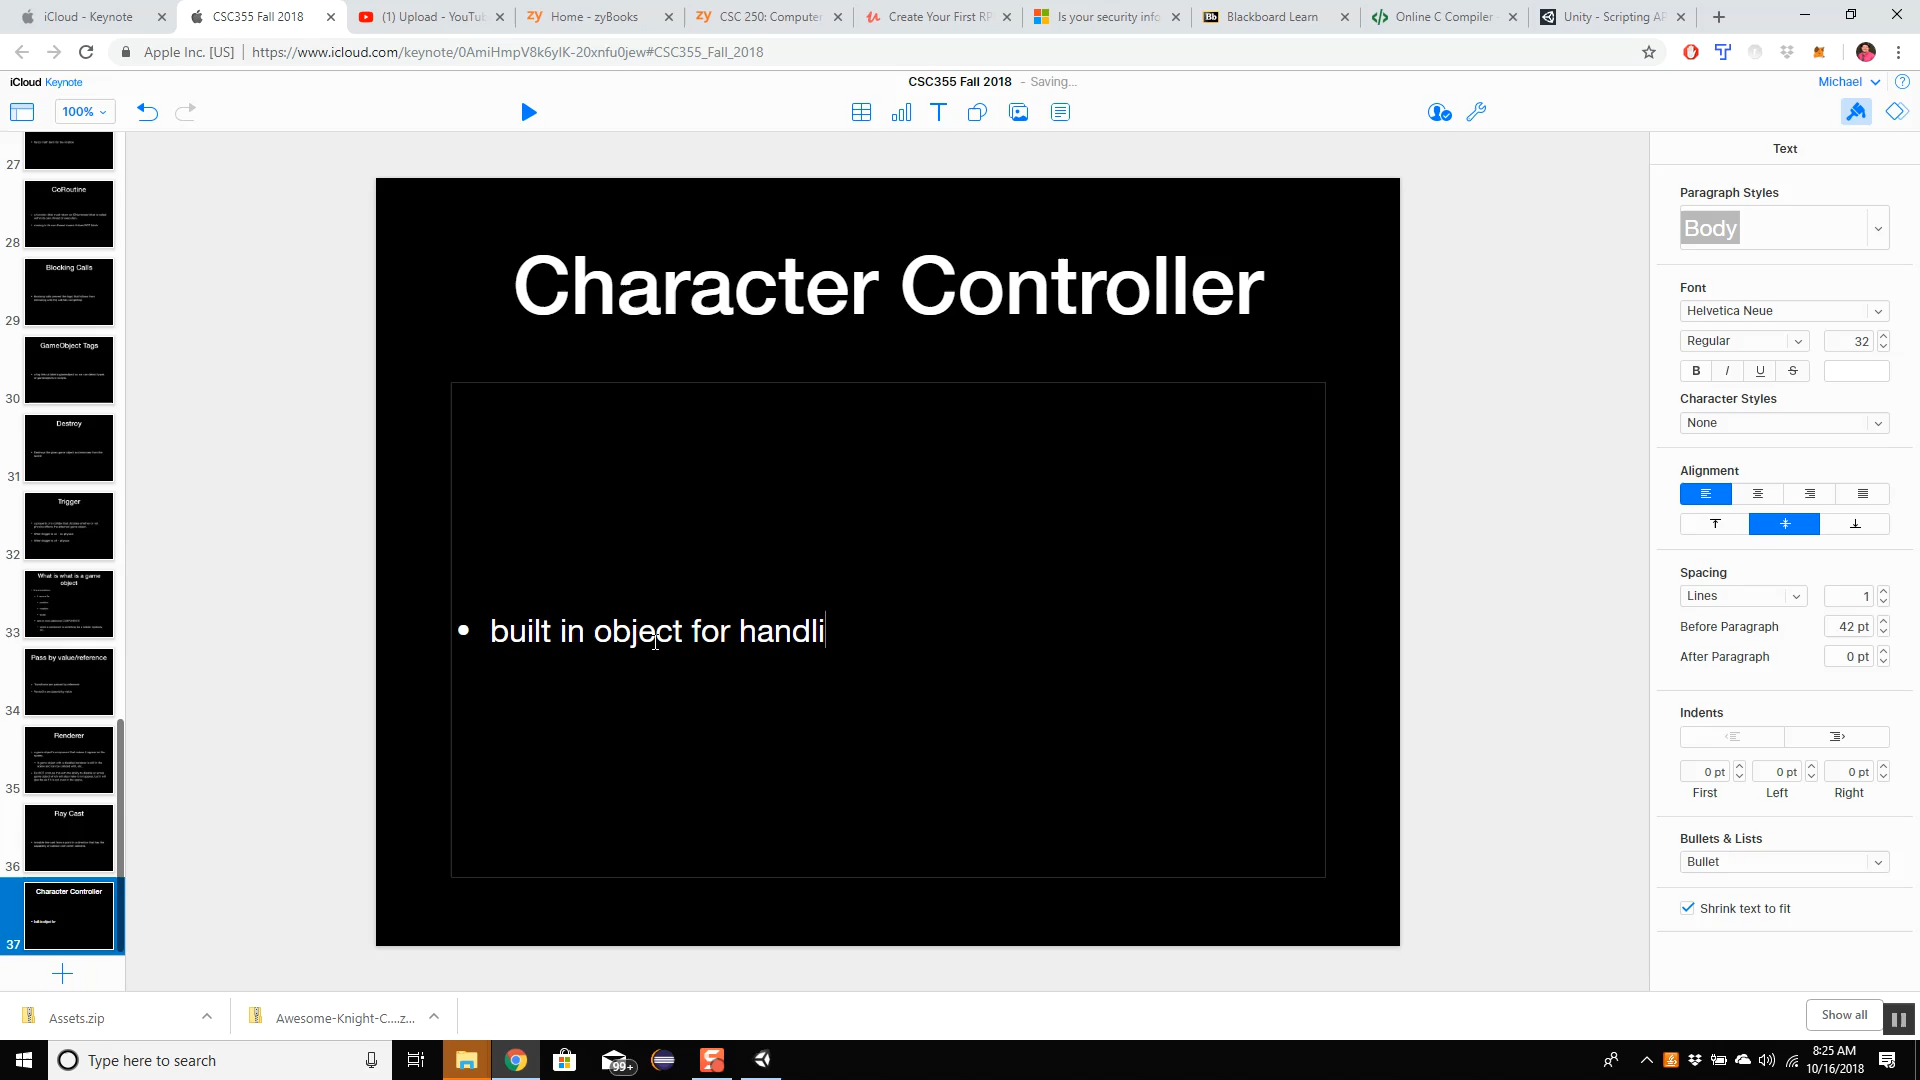 iCloud - Keynote
CSC355 Fall 2018
(1) Upload - YouTub
zy Home - zyBooks
zy CSC 250: Computer
Create Your First RP
Is your security info
Bb Blackboard Learn
Online C Compiler -
Unity - Scripting AP
Apple Inc. [US] | https://www.icloud.com/keynote/0AmiHmpV8k6yIK-20xnfu0jew#CSC355_Fall_2018
iCloud Keynote
CSC355 Fall 2018 - Saving...
Michael
100%
27
CoRoutine
28
Blocking Calls
29
GameObject Tags
30
Destroy
31
Trigger
32
What is what is a game
object
33
Pass by value/reference
34
Renderer
35
Ray Cast
36
Character Controller
37
Character Controller
• built in object for handli
Text
Paragraph Styles
Body
Font
Helvetica Neue
Regular 32
B I U S
Character Styles
None
Alignment
Spacing
Lines 1
Before Paragraph 42 pt
After Paragraph 0 pt
Indents
0 pt 0 pt 0 pt
First Left Right
Bullets & Lists
Bullet
Shrink text to fit
Assets.zip
Awesome-Knight-C....z...
Show all
Type here to search
99+
8:25 AM
10/16/2018